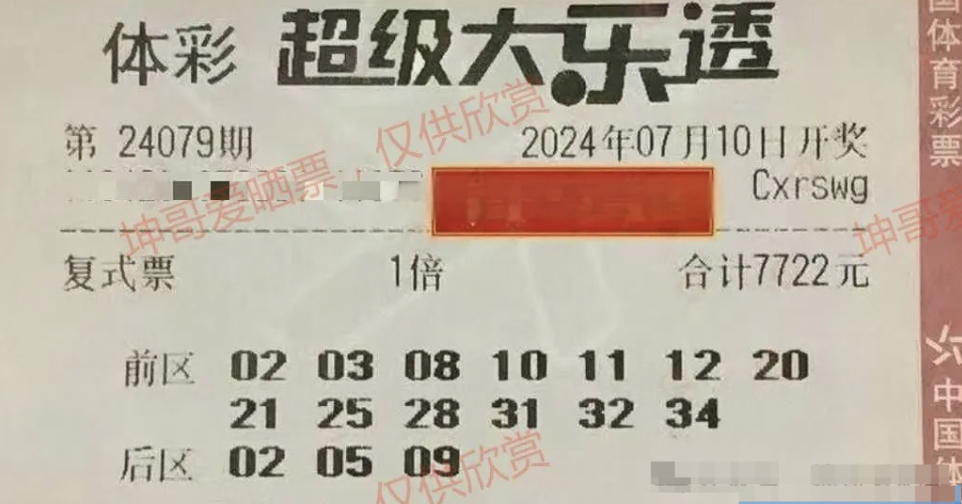 体彩 超级大乐透
第 24079期 2024年07月10日开奖
Cxrswg
复式票 1倍 合计7722元
前区 02 03 08 10 11 12 20
21 25 28 31 32 34
后区 02 05 09
坤哥爱晒票,仅供欣赏
仅供欣赏
坤哥爱
国体育彩票
中国体